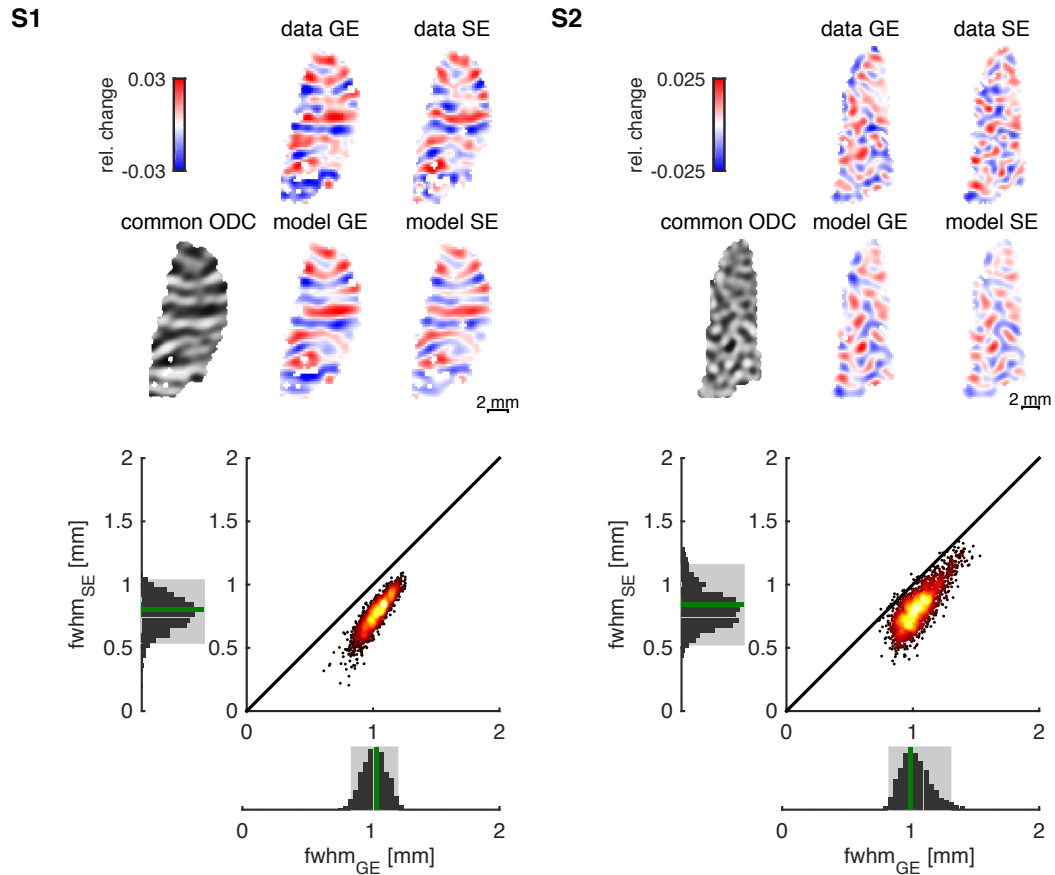 S1
data GE data SE
0.03
rel. change
-0.03
common ODC model GE model SE
2 mm
2
1.5
1
0.5
0
fwhmSE [mm]
2
1.5
1
0.5
0
0 1 2
0 1 2
fwhmGE [mm]
S2
data GE data SE
0.025
rel. change
-0.025
common ODC model GE model SE
2 mm
2
1.5
1
0.5
0
fwhmSE [mm]
2
1.5
1
0.5
0
0 1 2
0 1 2
fwhmGE [mm]